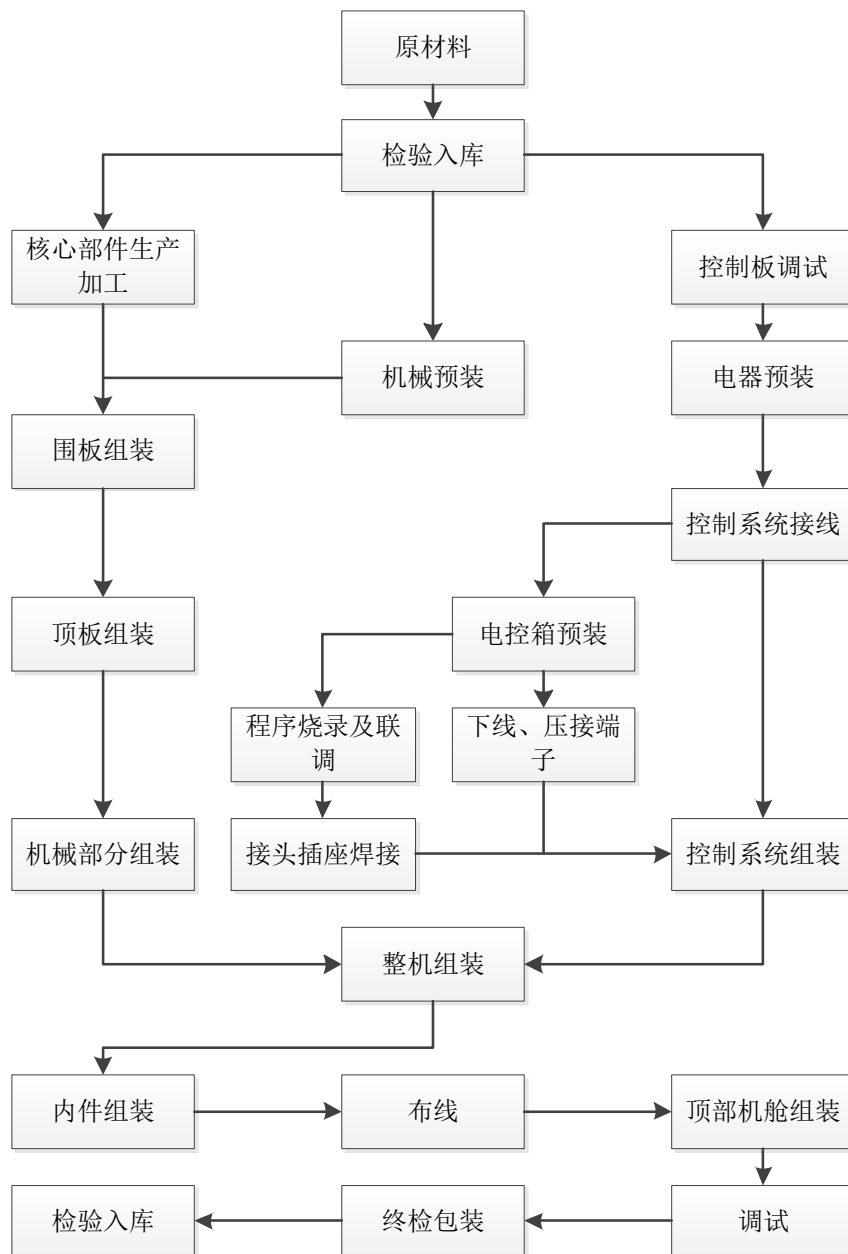 原材料
检验入库
核心部件生产
加工
控制板调试
机械预装
电器预装
围板组装
控制系统接线
顶板组装
电控箱预装
程序烧录及联
调
下线、压接端
子
机械部分组装
接头插座焊接
控制系统组装
整机组装
内件组装
布线
顶部机舱组装
检验入库
终检包装
调试